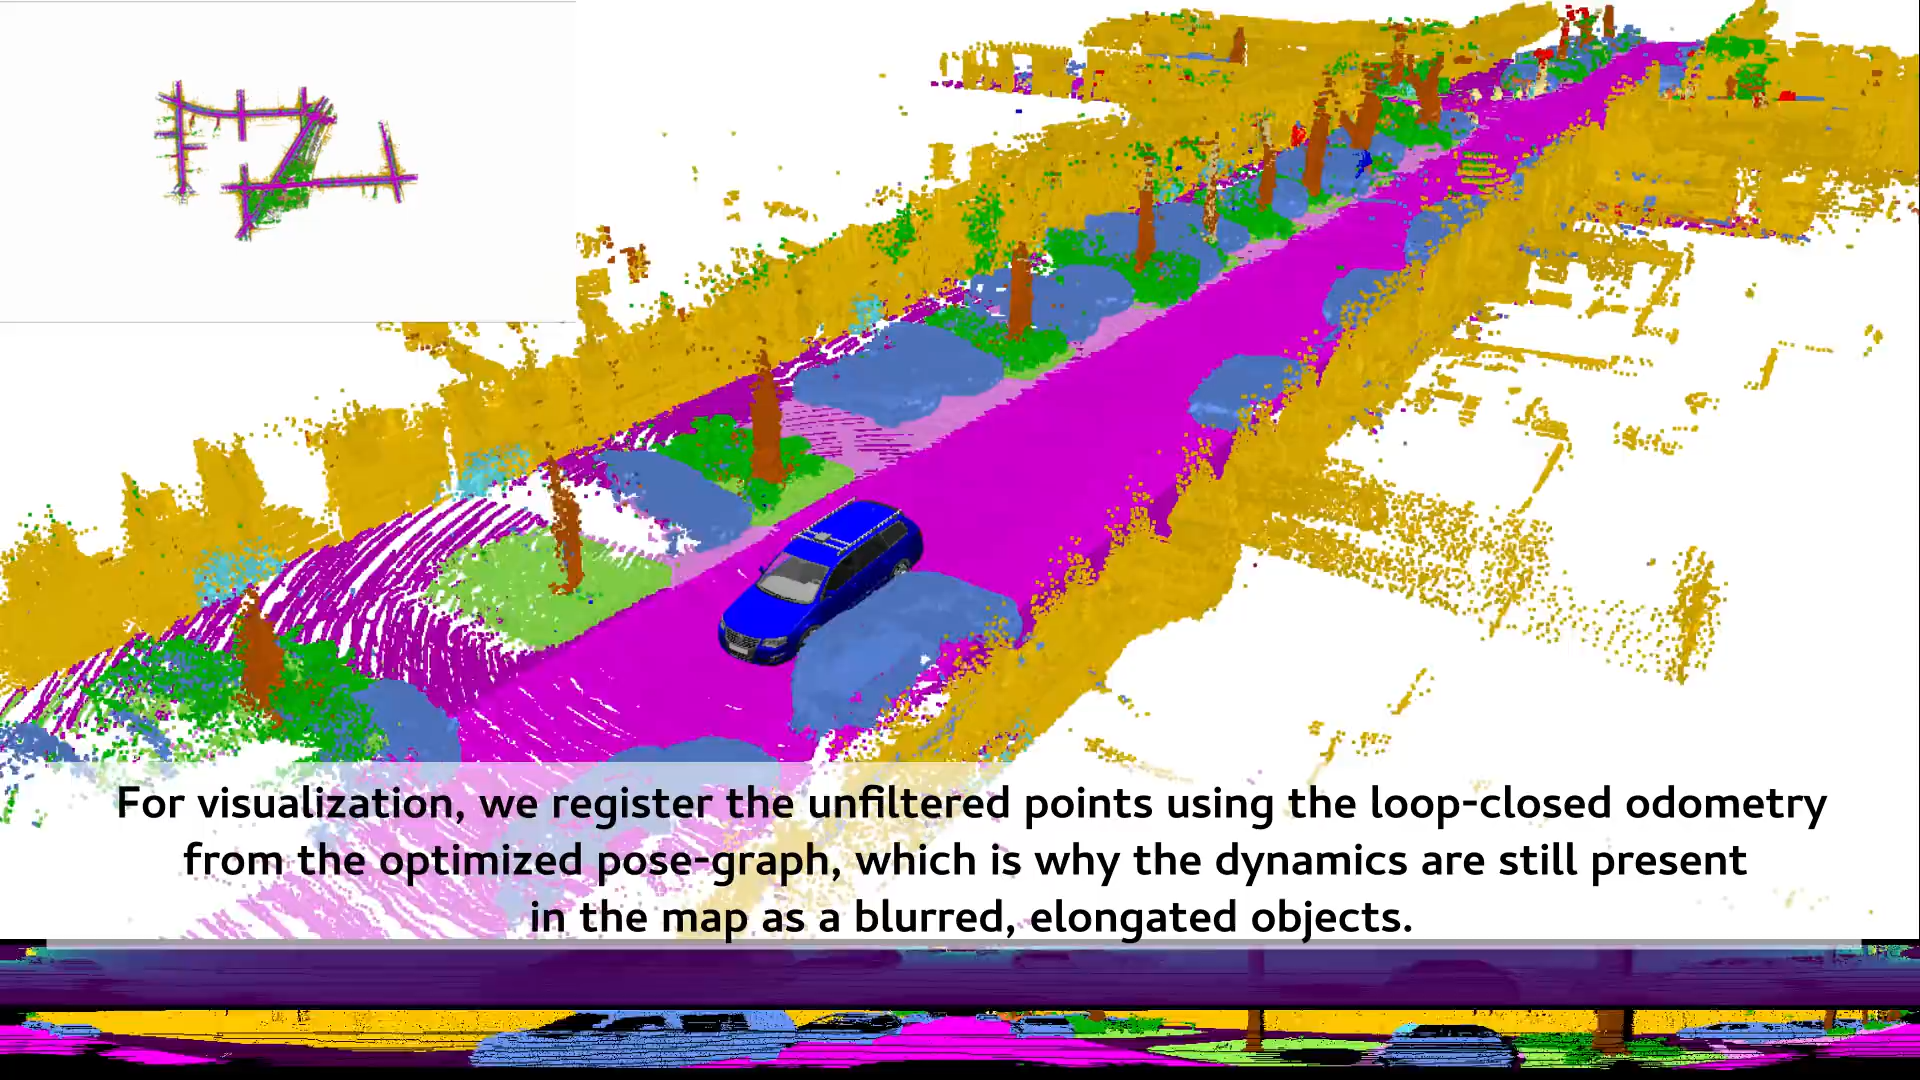 For visualization, we register the unfiltered points using the loop-closed odometry
from the optimized pose-graph, which is why the dynamics are still present
in the map as a blurred, elongated objects.